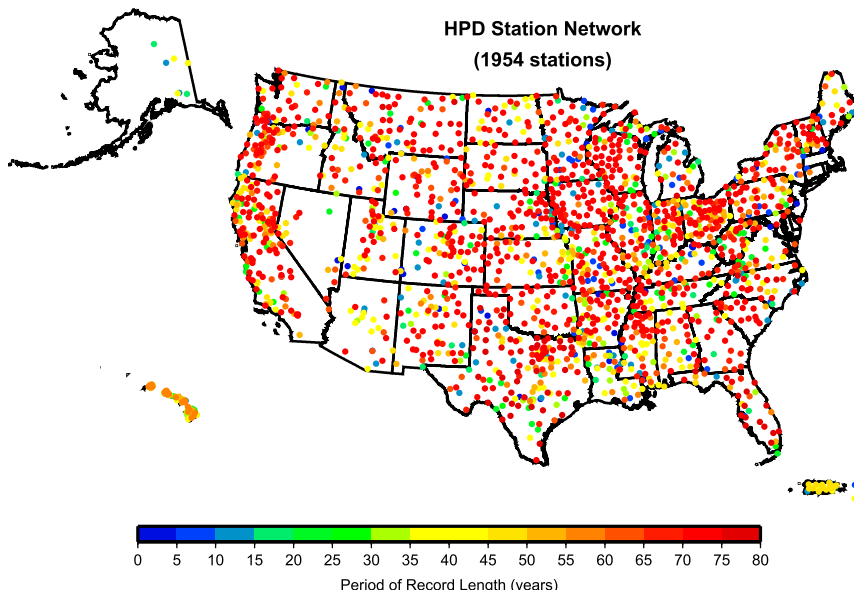 HPD Station Network
(1954 stations)
0 5 10 15 20 25 30 35 40 45 50 55 60 65 70 75 80
Period of Record Length (years)